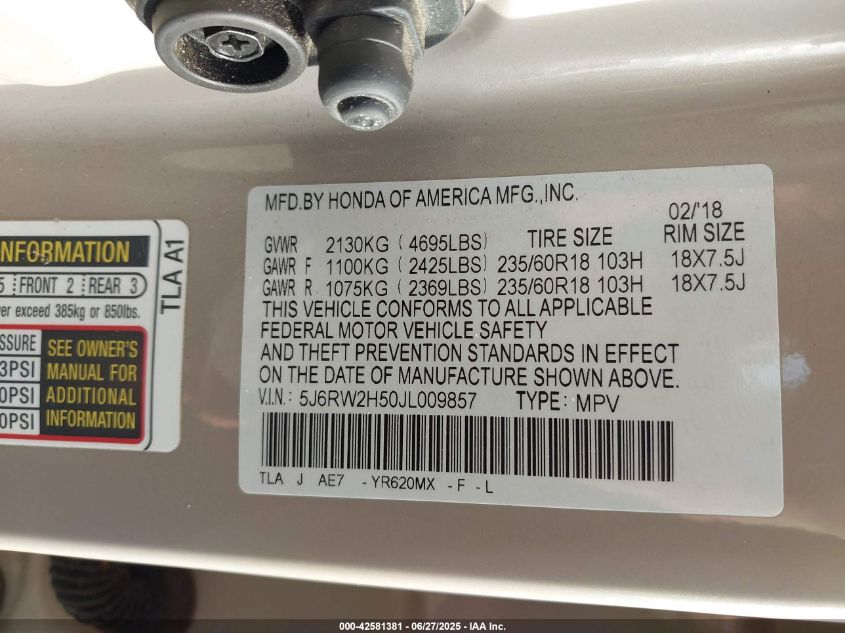 MFD.BY HONDA OF AMERICA MFG.,INC.
02/'18
GVWR 2130KG ( 4695LBS) TIRE SIZE RIM SIZE
GAWR F 1100KG ( 2425LBS) 235/60R18 103H 18X7.5J
GAWR R 1075KG ( 2369LBS) 235/60R18 103H 18X7.5J
THIS VEHICLE CONFORMS TO ALL APPLICABLE
FEDERAL MOTOR VEHICLE SAFETY
AND THEFT PREVENTION STANDARDS IN EFFECT
ON THE DATE OF MANUFACTURE SHOWN ABOVE.
V.I.N.: 5J6RW2H50JL009857 TYPE: MPV
TLA J AE7 - YR620MX - F - L
INFORMATION
5 FRONT 2 REAR 3
exceed 385kg or 850lbs.
TLA A1
SEE OWNER'S
MANUAL FOR
ADDITIONAL
INFORMATION
3PSI
0PSI
0PSI
000-42581381 | 06/27/2025 | IAA Inc.